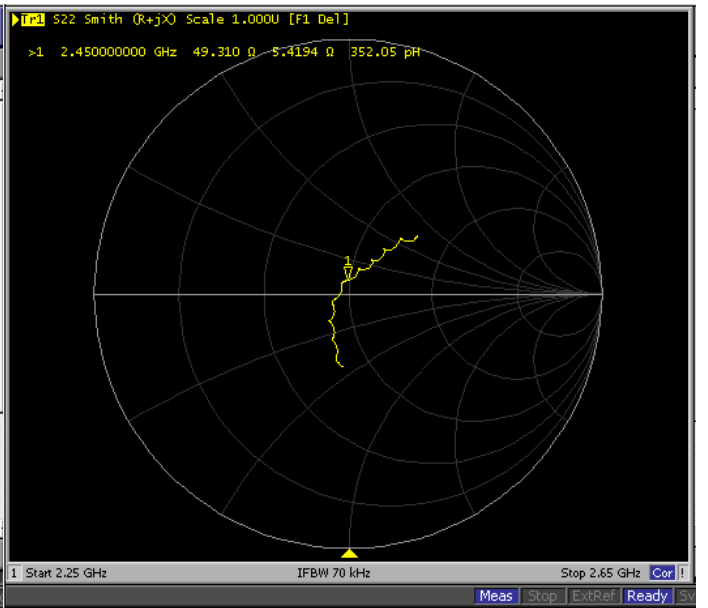 Tr1 S22 Smith (R+jX) Scale 1.000U [F1 Del]
>1 2.450000000 GHz 49.310 Ω 5.4194 Ω 352.05 pH
1
1 Start 2.25 GHz IFBW 70 kHz Stop 2.65 GHz Cor !
Meas Stop ExtRef Ready Sv